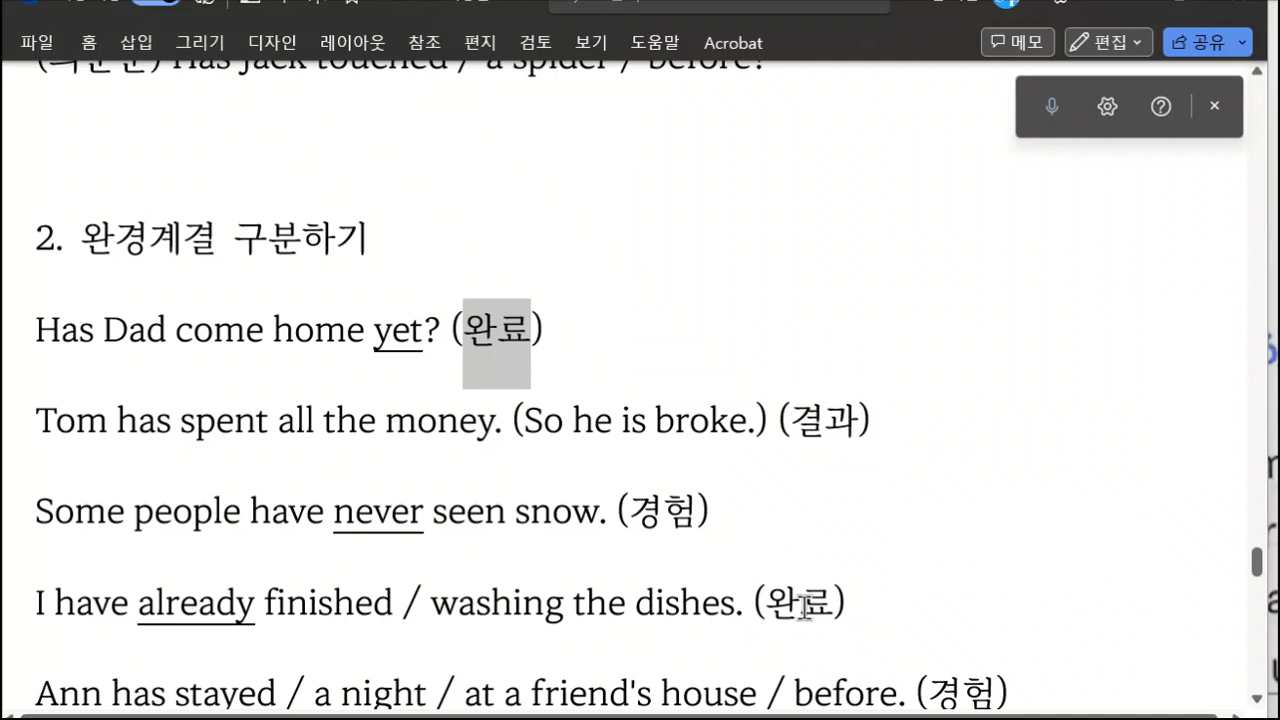 파일 홈 삽입 그리기 디자인 레이아웃 참조 편지 검토 보기 도움말 Acrobat 메모 편집 공유
Has Jack touched / a spider / before?
2. 완경계결 구분하기
Has Dad come home yet? (완료)
Tom has spent all the money. (So he is broke.) (결과)
Some people have never seen snow. (경험)
I have already finished / washing the dishes. (완료)
Ann has stayed / a night / at a friend's house / before. (경험)